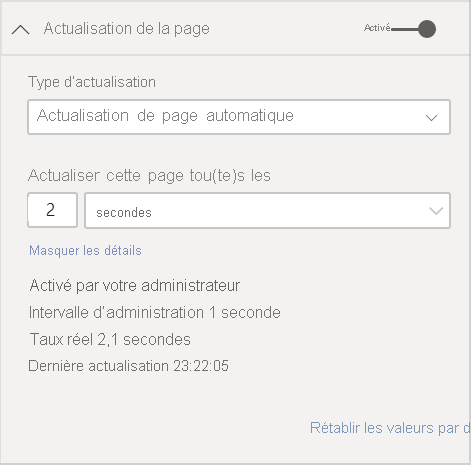 Actualisation de la page
Activé
Type d'actualisation
Actualisation de page automatique
Actualiser cette page tou(te)s les
2 secondes
Masquer les détails
Activé par votre administrateur
Intervalle d'administration 1 seconde
Taux réel 2,1 secondes
Dernière actualisation 23:22:05
Rétablir les valeurs par d